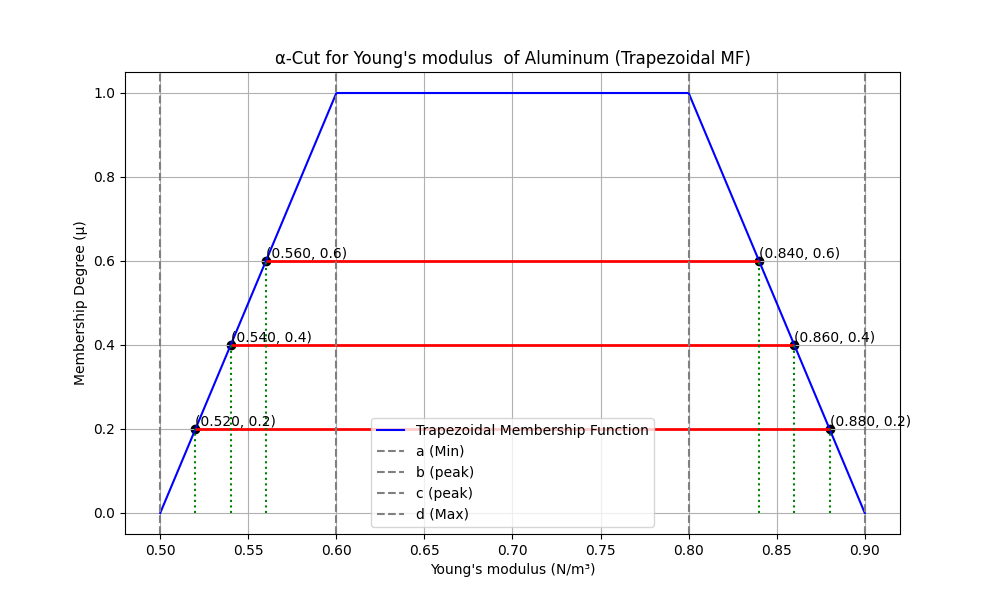 α-Cut for Young's modulus  of Aluminum (Trapezoidal MF)
Membership Degree (μ)
1.0
0.8
0.6
0.4
0.2
0.0
(0.560, 0.6)
(0.840, 0.6)
(0.540, 0.4)
(0.860, 0.4)
(0.520, 0.2)
(0.880, 0.2)
Trapezoidal Membership Function
a (Min)
b (peak)
c (peak)
d (Max)
0.50 0.55 0.60 0.65 0.70 0.75 0.80 0.85 0.90
Young's modulus (N/m³)